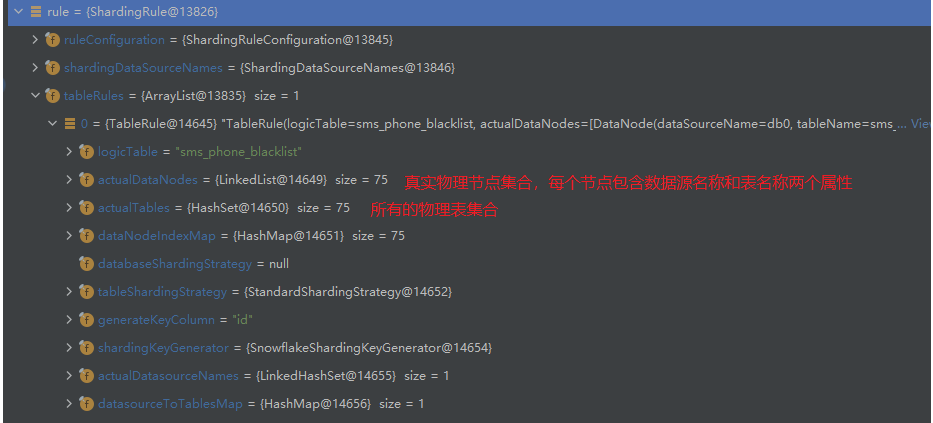 rule = {ShardingRule@13826}
f ruleConfiguration = {ShardingRuleConfiguration@13845}
f shardingDataSourceNames = {ShardingDataSourceNames@13846}
f tableRules = {ArrayList@13835} size = 1
0 = {TableRule@14645} "TableRule(logicTable=sms_phone_blacklist, actualDataNodes=[DataNode(dataSourceName=db0, tableName=sms_... View
f logicTable = "sms_phone_blacklist"
f actualDataNodes = {LinkedList@14649} size = 75 真实物理节点集合，每个节点包含数据源名称和表名称两个属性
f actualTables = {HashSet@14650} size = 75 所有的物理表集合
f dataNodeIndexMap = {HashMap@14651} size = 75
f databaseShardingStrategy = null
f tableShardingStrategy = {StandardShardingStrategy@14652}
f generateKeyColumn = "id"
f shardingKeyGenerator = {SnowflakeShardingKeyGenerator@14654}
f actualDatasourceNames = {LinkedHashSet@14655} size = 1
f datasourceToTablesMap = {HashMap@14656} size = 1